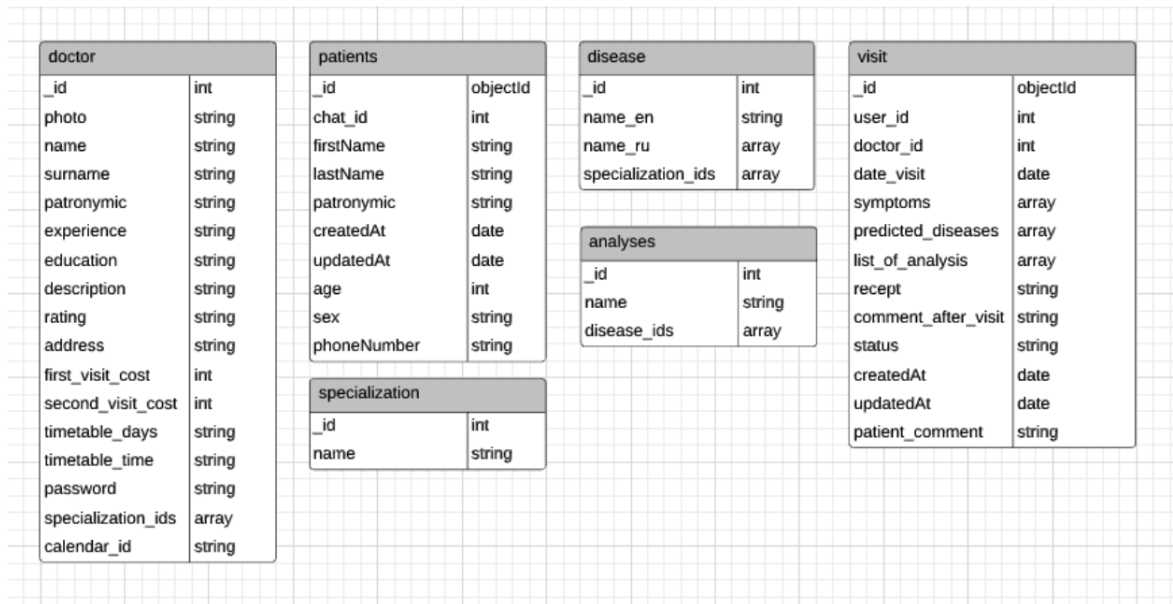 doctor
_id int
photo string
name string
surname string
patronymic string
experience string
education string
description string
rating string
address string
first_visit_cost int
second_visit_cost int
timetable_days string
timetable_time string
password string
specialization_ids array
calendar_id string
patients
_id objectId
chat_id int
firstName string
lastName string
patronymic string
createdAt date
updatedAt date
age int
sex string
phoneNumber string
specialization
_id int
name string
disease
_id int
name_en string
name_ru array
specialization_ids array
analyses
_id int
name string
disease_ids array
visit
_id objectId
user_id int
doctor_id int
date_visit date
symptoms array
predicted_diseases array
list_of_analysis array
recept string
comment_after_visit string
status string
createdAt date
updatedAt date
patient_comment string